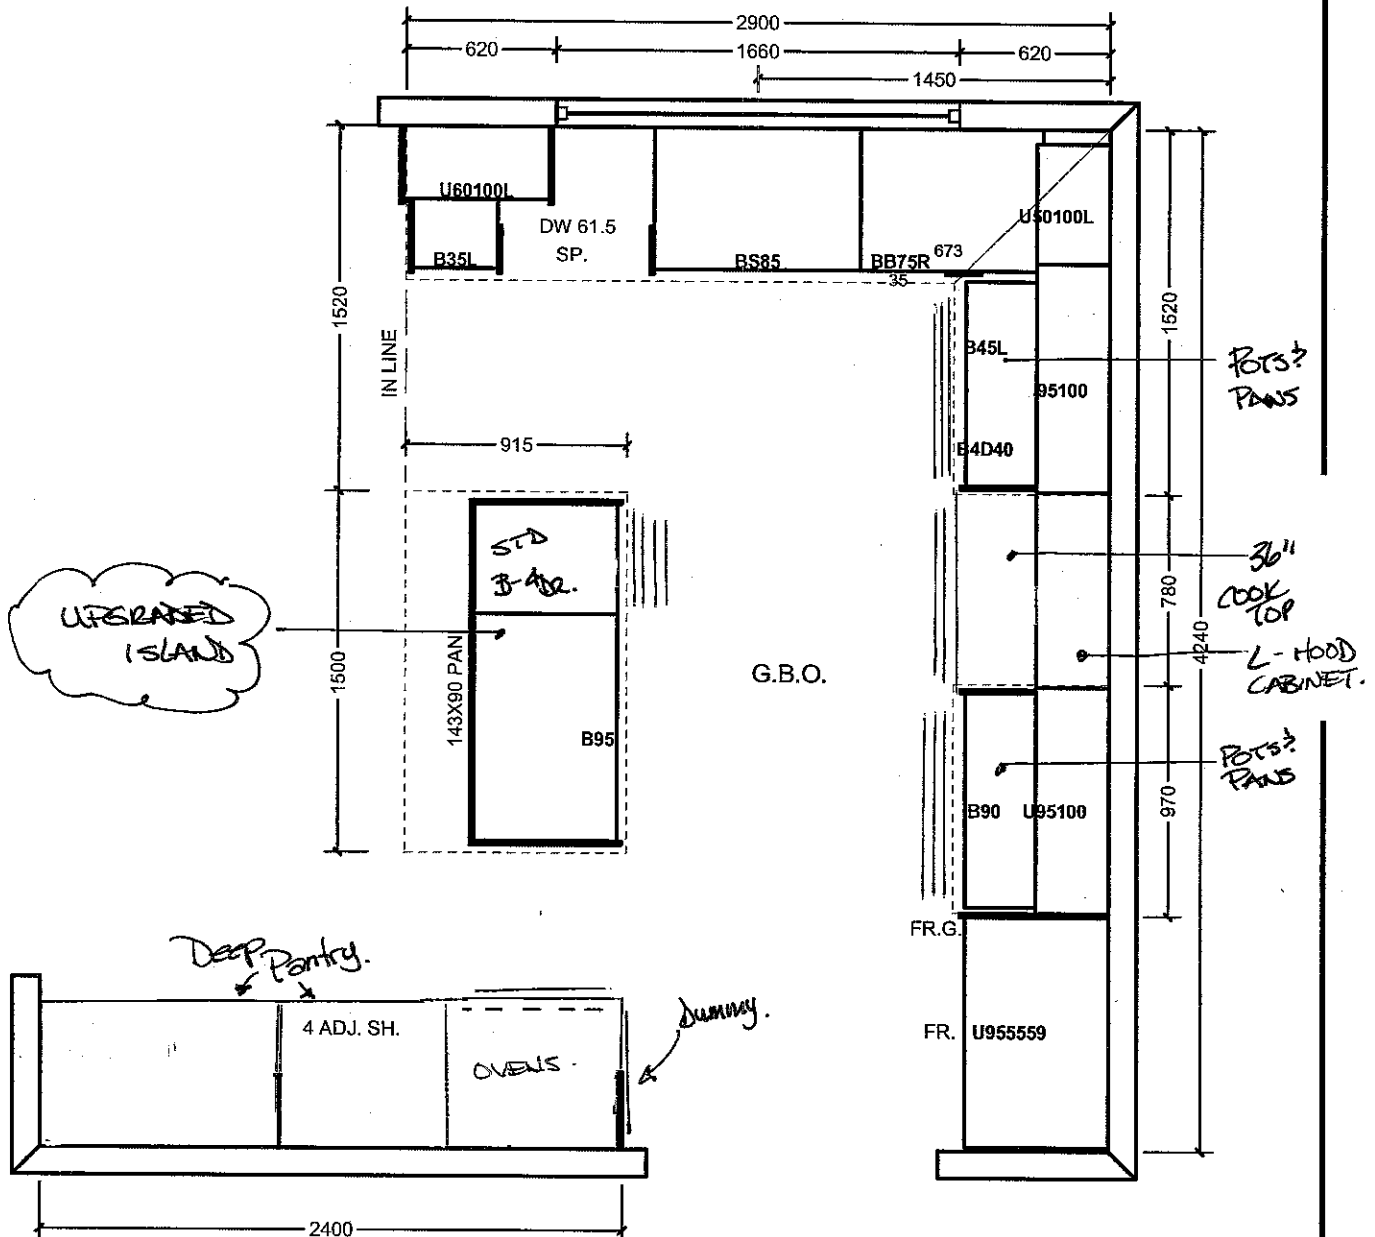 2900
620
1660
620
1450
U60100L
DW 61.5
SP.
B35L
BS85
BB75R
673
35
U50100L
1520
1520
IN LINE
B45L
95100
POTS &
PANS
915
B4D40
STD
B-4DR.
36"
COOK
TOP
780
4240
UPGRADED
ISLAND
L-HOOD
CABINET.
1500
143X90 PAN
G.B.O.
B95
POTS &
PANS
B90
U95100
970
FR.G.
Deep Pantry.
4 ADJ. SH.
OVENS.
Dummy.
FR.
U955559
2400